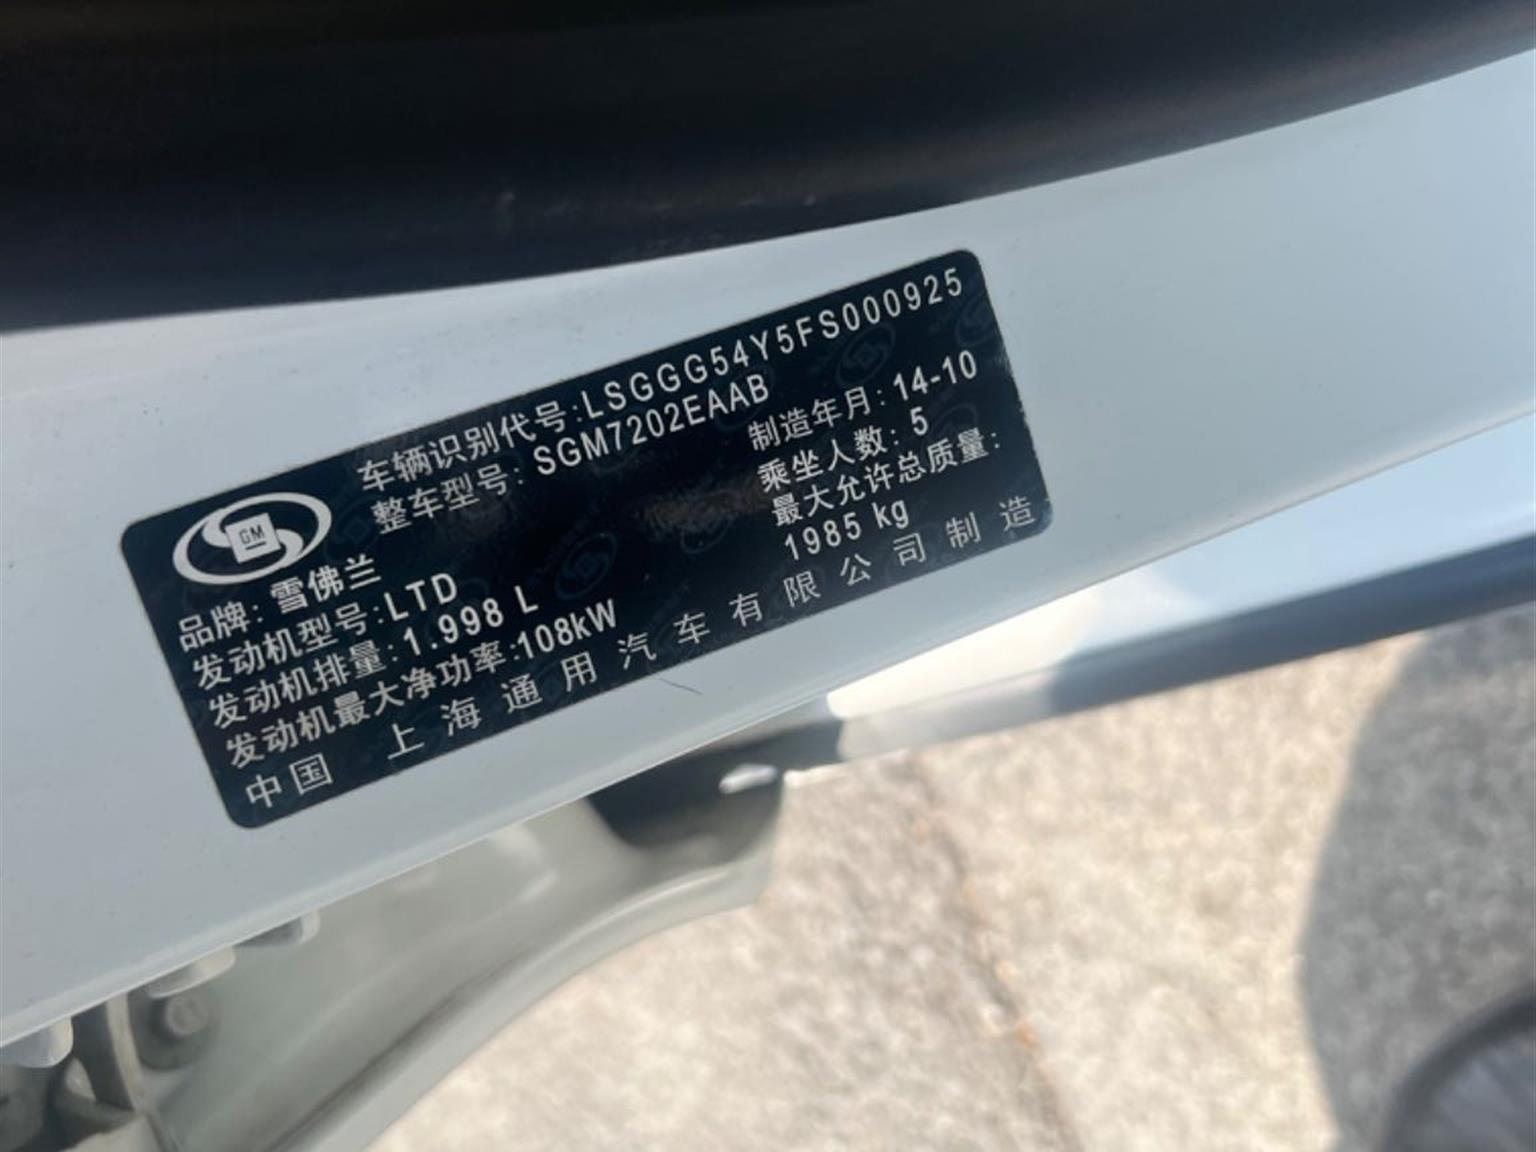 车辆识别代号:LSGGG54Y5FS000925
整车型号: SGM7202EAAB
制造年月: 14-10
乘坐人数: 5
最大允许总质量:
1985 kg
GM
品牌: 雪佛兰
发动机型号:LTD
发动机排量:1.998 L
发动机最大净功率:108kW
中国 上海通用汽车有限公司制造